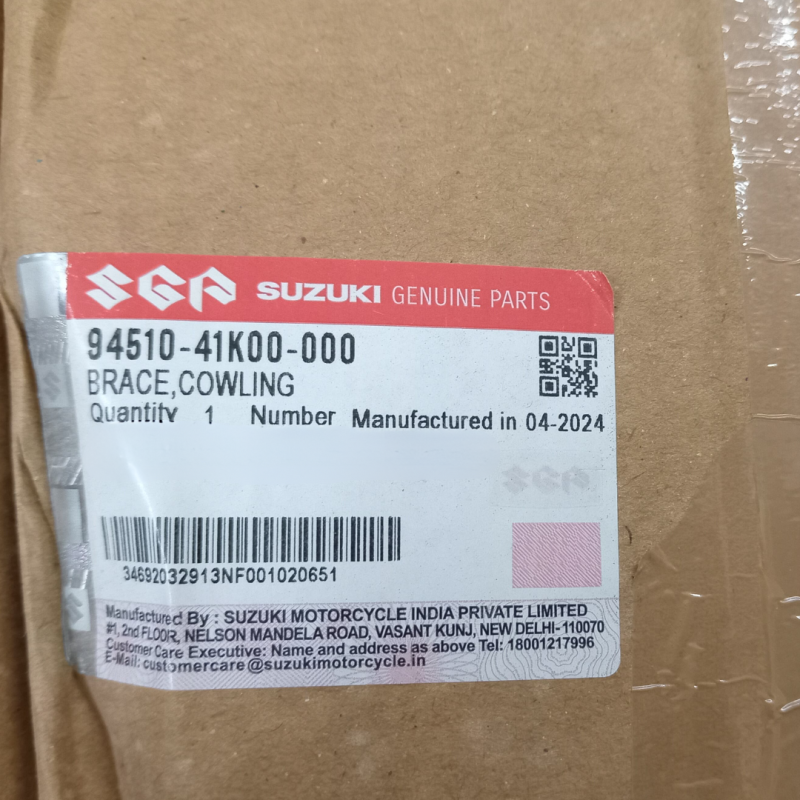 SGP SUZUKI GENUINE PARTS
94510-41K00-000
BRACE,COWLING
Quantity 1 Number Manufactured in 04-2024
SGP
34692032913NF001020651
Manufactured By : SUZUKI MOTORCYCLE INDIA PRIVATE LIMITED
#1, 2nd FLOOR, NELSON MANDELA ROAD, VASANT KUNJ, NEW DELHI-110070
Customer Care Executive: Name and address as above Tel: 18001217996
E-Mail: customercare@suzukimotorcycle.in